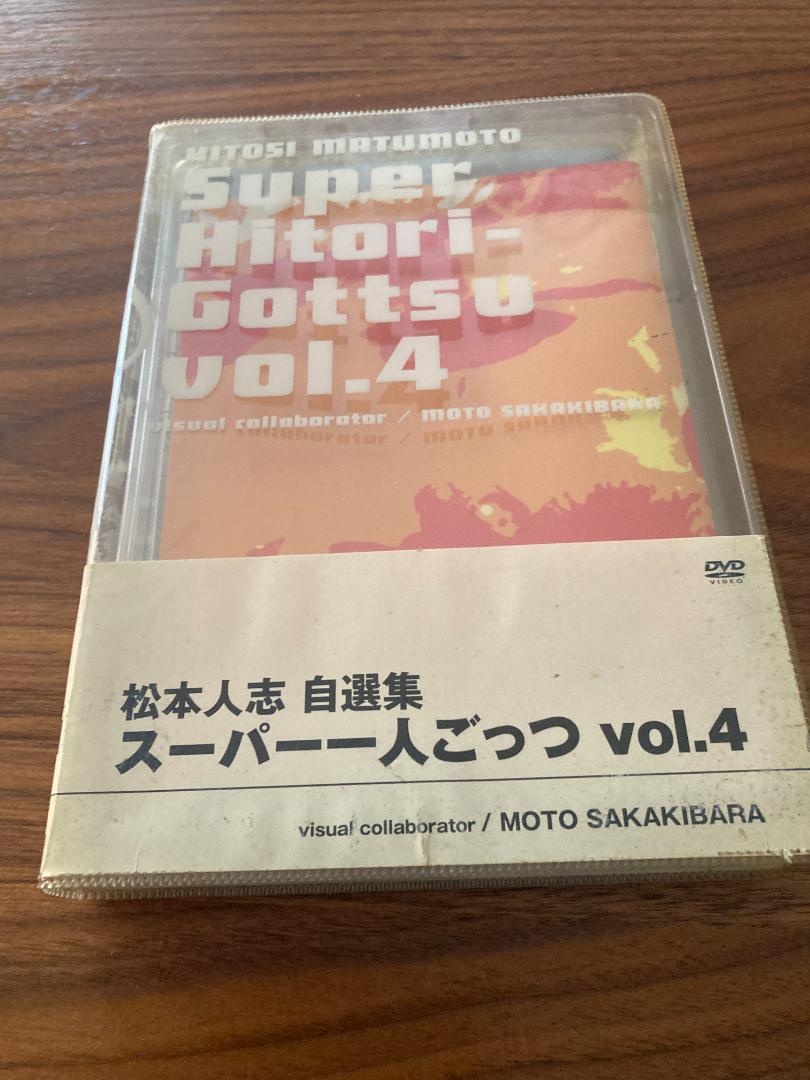 HITOSI MATUMOTO
Super
Hitori-
Gottsu
vol.4
visual collaborator / MOTO SAKAKIBARA
DVD
VIDEO
松本人志 自選集
スーパー一人ごっつ vol.4
visual collaborator / MOTO SAKAKIBARA